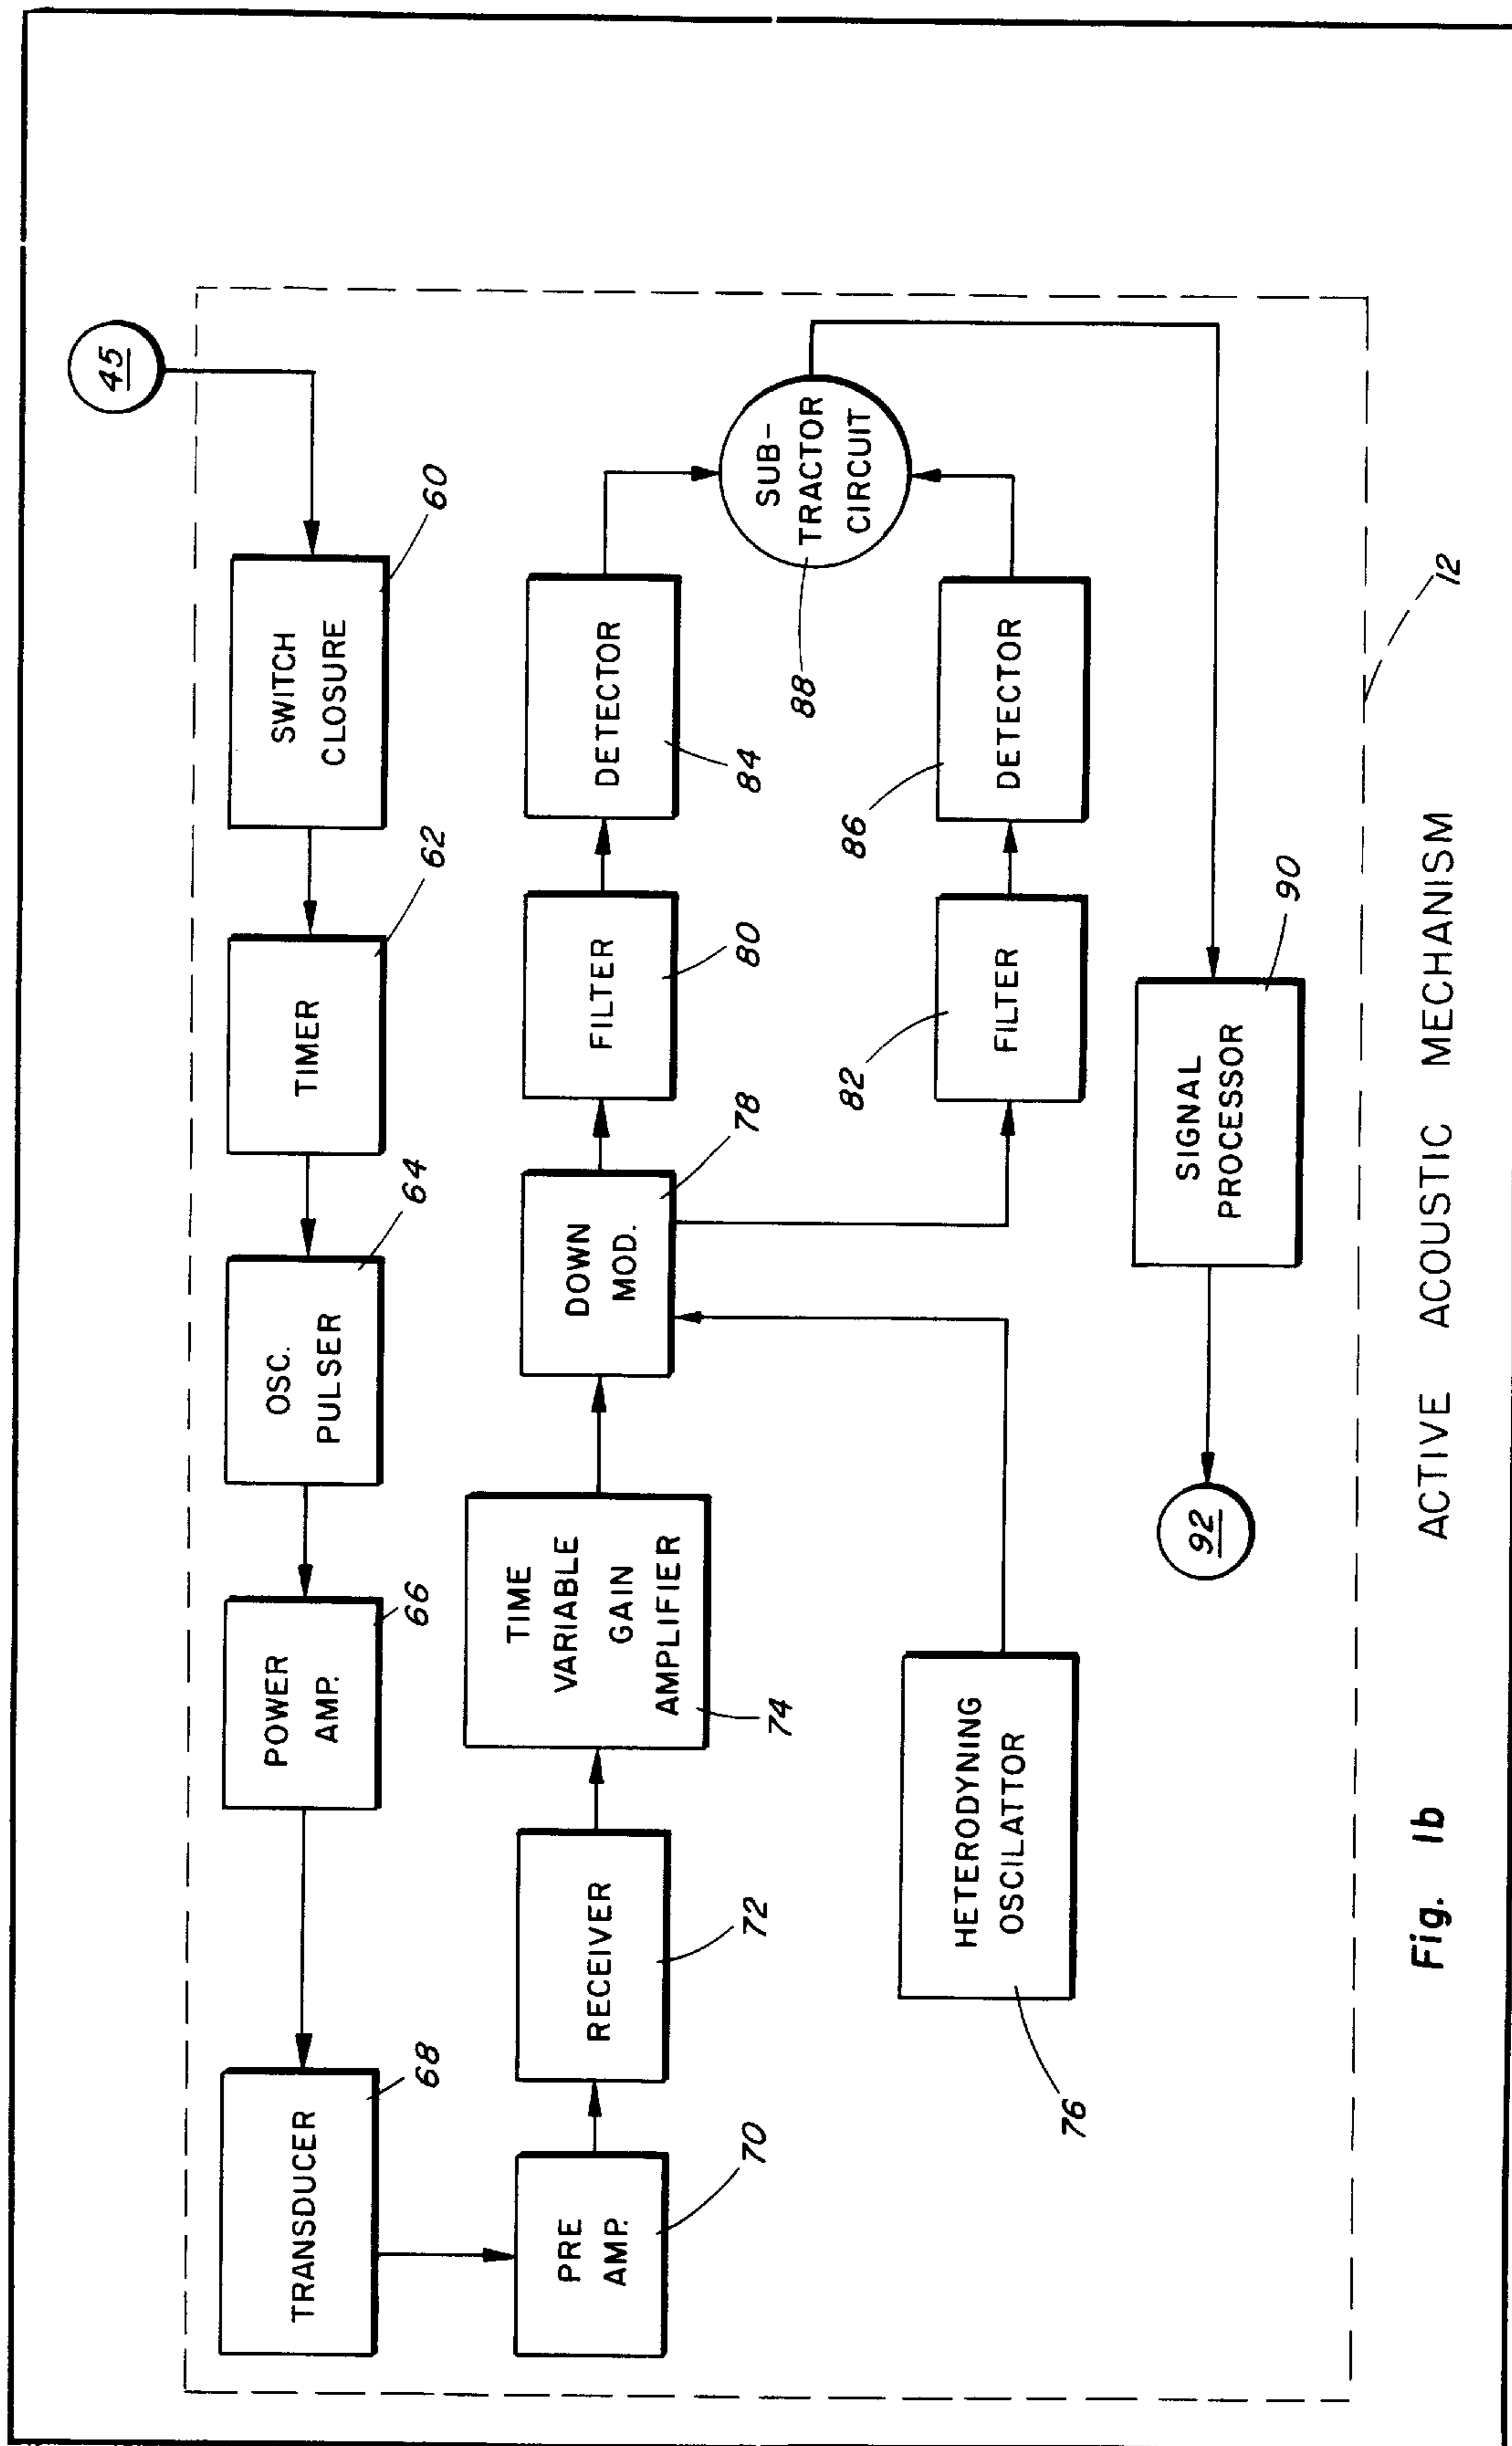 45
SWITCH
CLOSURE
60
TIMER
62
OSC.
PULSER
64
POWER
AMP.
66
TRANSDUCER
68
PRE
AMP.
70
RECEIVER
72
TIME
VARIABLE
GAIN
AMPLIFIER
74
DOWN
MOD.
78
FILTER
80
DETECTOR
84
SUB-
TRACTOR
CIRCUIT
88
HETERODYNING
OSCILATTOR
76
FILTER
82
DETECTOR
86
SIGNAL
PROCESSOR
90
92
12
Fig. 1b
ACTIVE ACOUSTIC MECHANISM